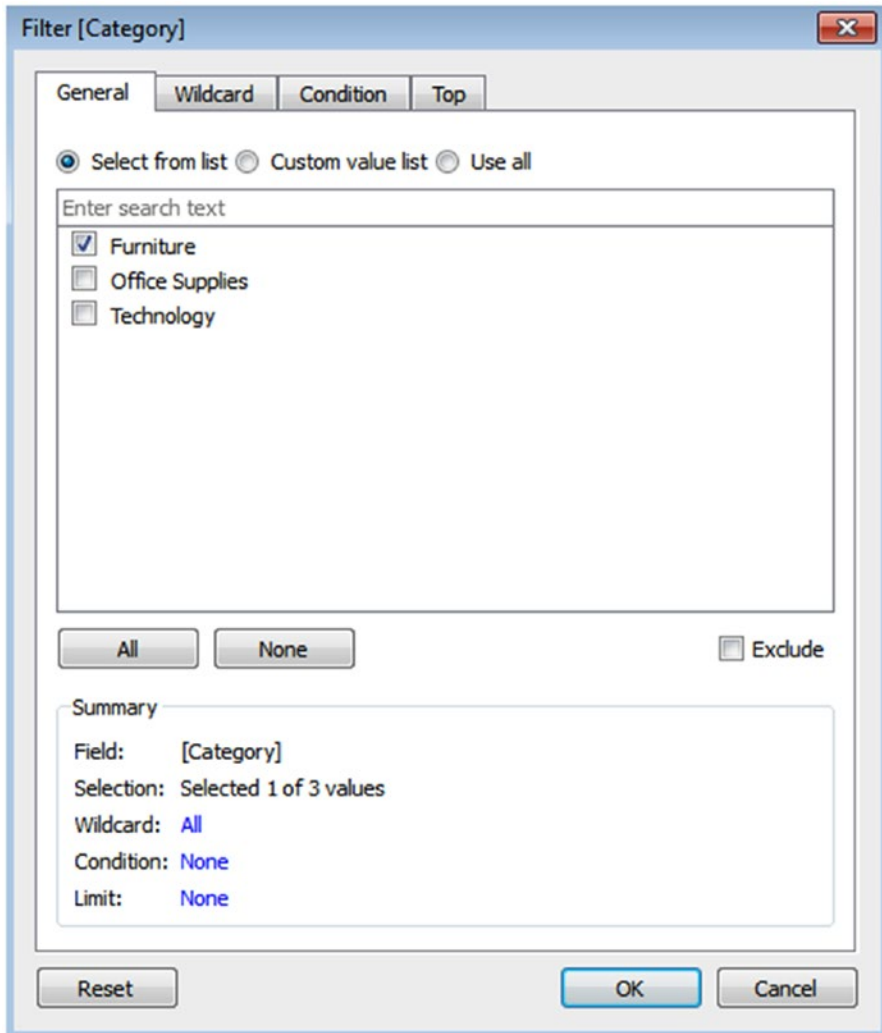 Filter [Category]
General Wildcard Condition Top
Select from list Custom value list Use all
Enter search text
Furniture
Office Supplies
Technology
All None Exclude
Summary
Field: [Category]
Selection: Selected 1 of 3 values
Wildcard: All
Condition: None
Limit: None
Reset OK Cancel